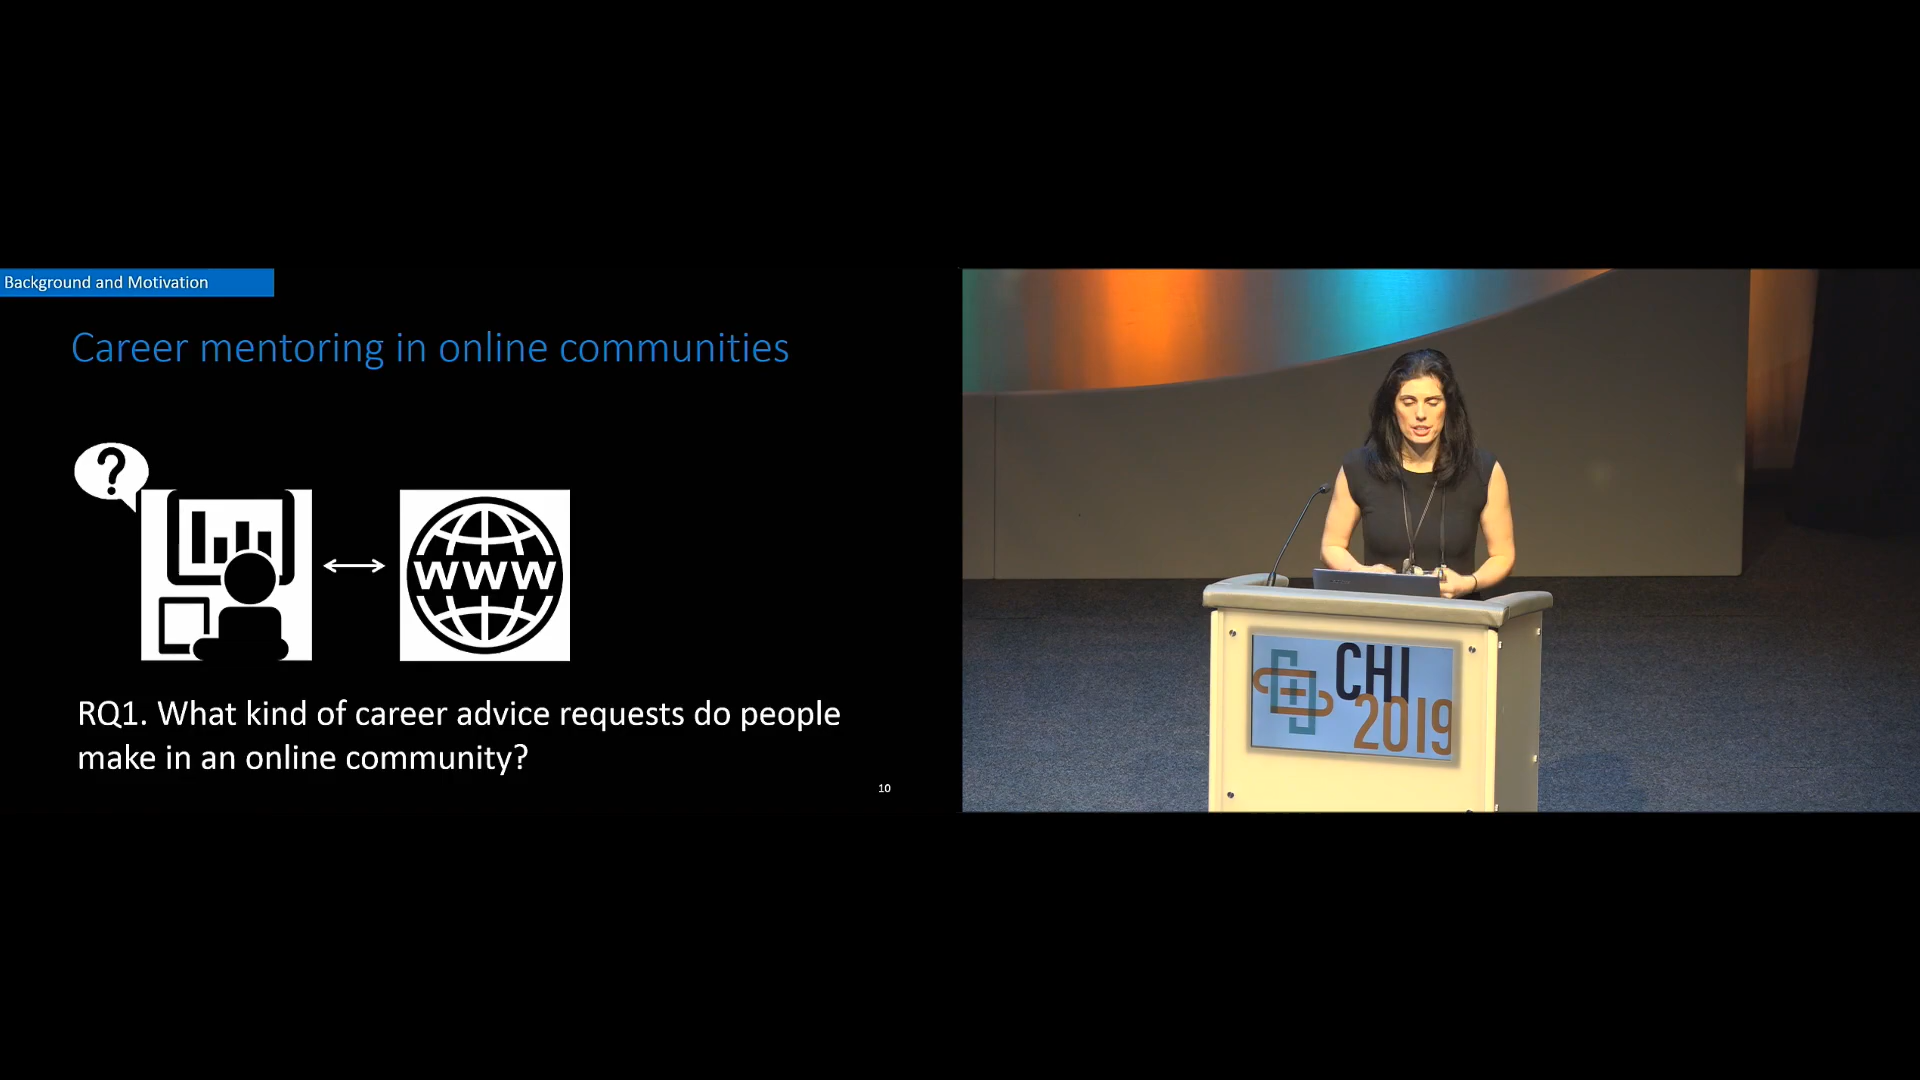 Background and Motivation
Career mentoring in online communities
?
WWW
RQ1. What kind of career advice requests do people
make in an online community?
10
CHI
2019